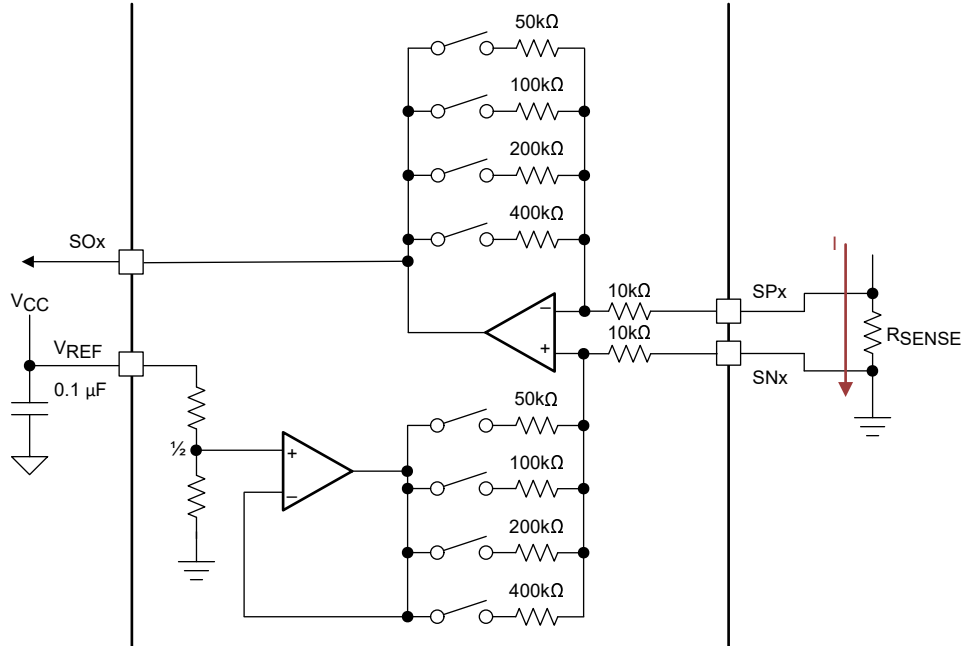 50kΩ
100kΩ
200kΩ
400kΩ
SOx
I
VCC
10kΩ
SPx
10kΩ
RSENSE
VREF
SNx
0.1 µF
50kΩ
½
100kΩ
200kΩ
400kΩ
−
+
+
−